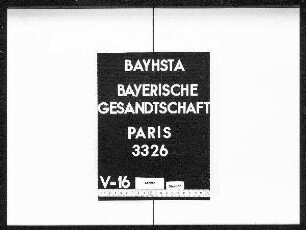 BAYHSTA
BAYERISCHE
GESANDTSCHAFT
PARIS
3326
V-16